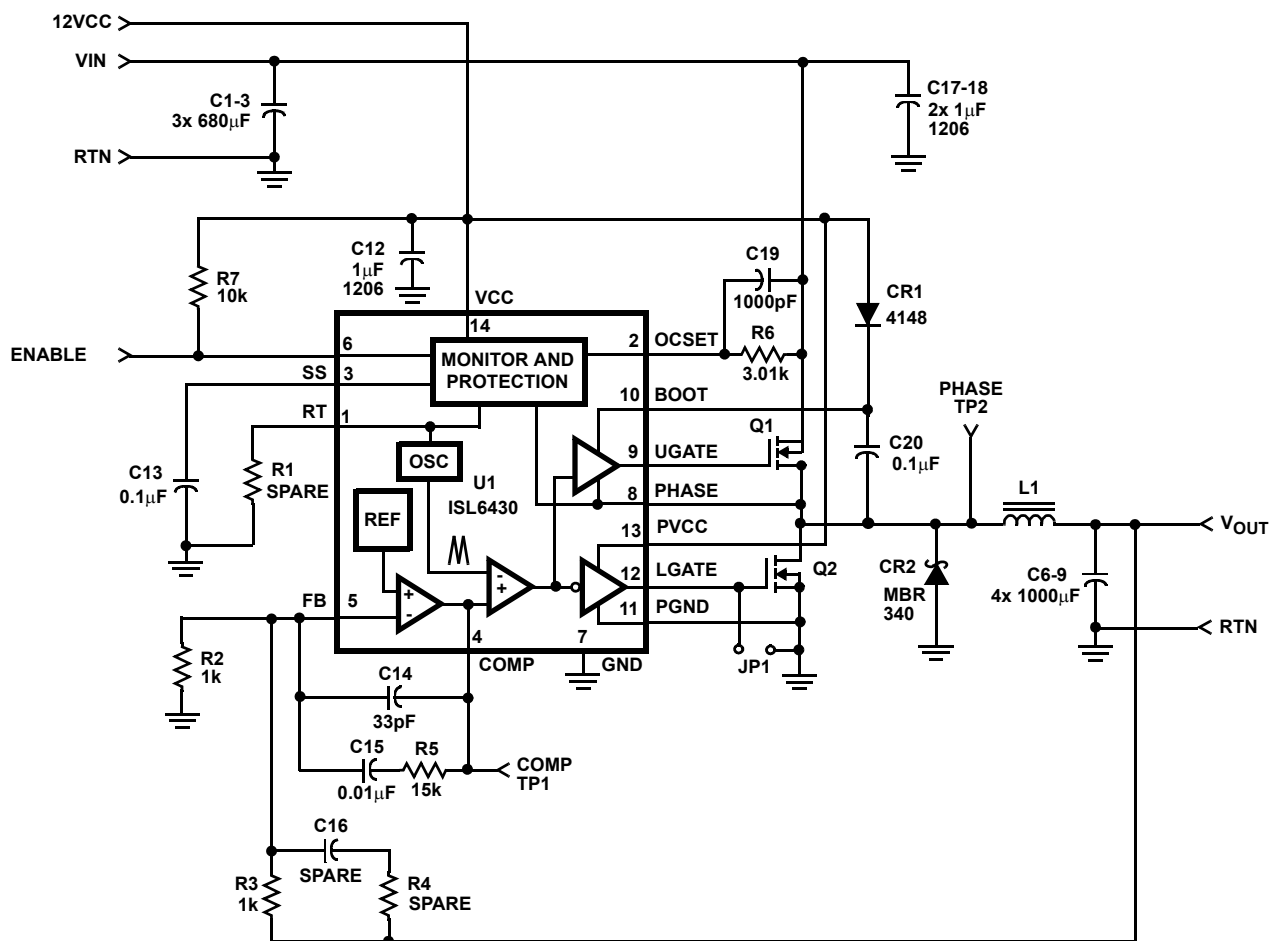 12VCC
VIN
C1-3
3x 680μF
RTN
C17-18
2x 1μF
1206
C12
1μF
1206
R7
10k
VCC
14
C19
1000pF
CR1
4148
ENABLE
6
MONITOR AND
PROTECTION
2
OCSET
R6
3.01k
SS
3
RT
1
10
BOOT
PHASE
TP2
Q1
OSC
9
UGATE
C20
0.1μF
C13
0.1μF
R1
SPARE
U1
ISL6430
8
PHASE
L1
REF
13
PVCC
VOUT
12
LGATE
Q2
CR2
MBR
340
C6-9
4x 1000μF
FB
5
+
-
-
+
11
PGND
RTN
4
COMP
7
GND
JP1
R2
1k
C14
33pF
C15
0.01μF
R5
15k
COMP
TP1
C16
SPARE
R3
1k
R4
SPARE